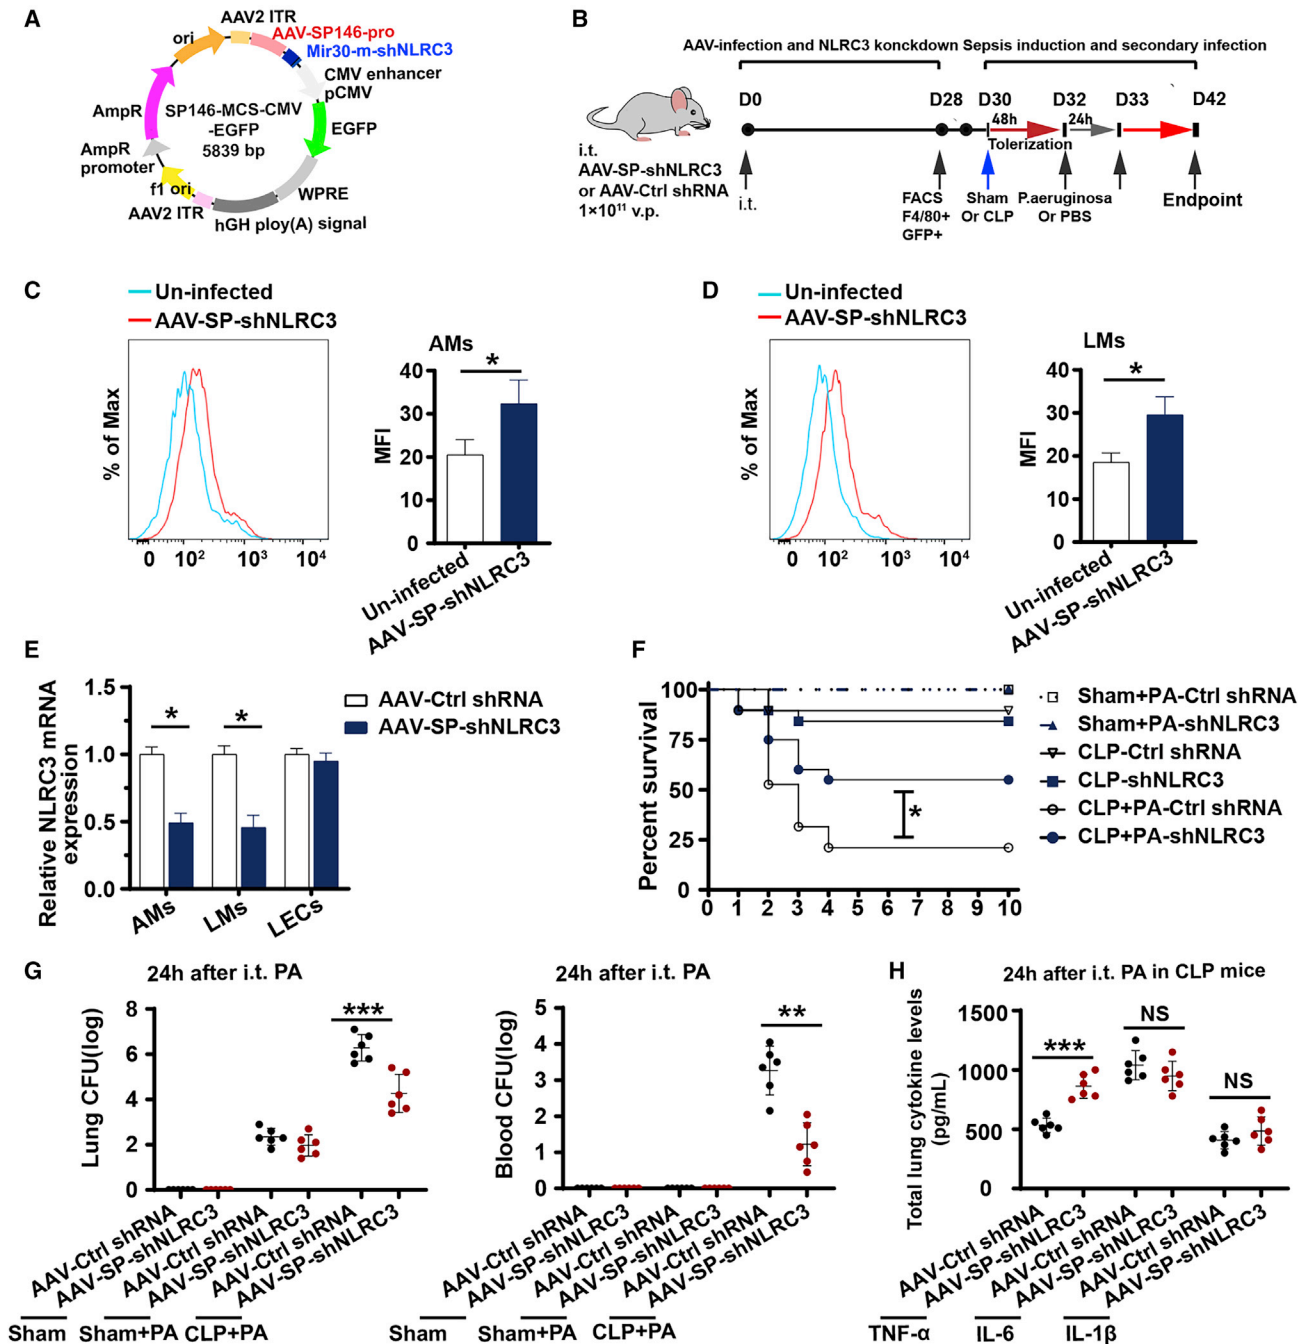 A
AAV2 ITR
AAV-SP146-pro
Mir30-m-shNLRC3
CMV enhancer
pCMV
EGFP
WPRE
hGH ploy(A) signal
AAV2 ITR
f1 ori
AmpR
promoter
AmpR
ori
SP146-MCS-CMV
-EGFP
5839 bp
B
AAV-infection and NLRC3 konckdown Sepsis induction and secondary infection
D0 D28 D30 D32 D33 D42
48h 24h
Tolerization
i.t.
AAV-SP-shNLRC3
or AAV-Ctrl shRNA
1×10¹¹ v.p.
i.t.
FACS
F4/80+
GFP+
Sham
Or CLP
P.aeruginosa
Or PBS
Endpoint
C
Un-infected
AAV-SP-shNLRC3
% of Max
0 10² 10³ 10⁴
AMs
*
MFI
40
30
20
10
0
Un-infected
AAV-SP-shNLRC3
D
Un-infected
AAV-SP-shNLRC3
% of Max
0 10² 10³ 10⁴
LMs
*
MFI
40
30
20
10
0
Un-infected
AAV-SP-shNLRC3
E
Relative NLRC3 mRNA
expression
1.5
1.0
0.5
0.0
* *
AMs LMs LECs
AAV-Ctrl shRNA
AAV-SP-shNLRC3
F
Percent survival
100
75
50
25
0
0 1 2 3 4 5 6 7 8 9 10
*
Sham+PA-Ctrl shRNA
Sham+PA-shNLRC3
CLP-Ctrl shRNA
CLP-shNLRC3
CLP+PA-Ctrl shRNA
CLP+PA-shNLRC3
G
24h after i.t. PA
Lung CFU(log)
8
6
4
2
0
***
AAV-Ctrl shRNA
AAV-SP-shNLRC3
AAV-Ctrl shRNA
AAV-SP-shNLRC3
AAV-Ctrl shRNA
AAV-SP-shNLRC3
Sham Sham+PA CLP+PA
24h after i.t. PA
Blood CFU(log)
5
4
3
2
1
0
**
AAV-Ctrl shRNA
AAV-SP-shNLRC3
AAV-Ctrl shRNA
AAV-SP-shNLRC3
AAV-Ctrl shRNA
AAV-SP-shNLRC3
Sham Sham+PA CLP+PA
H
24h after i.t. PA in CLP mice
Total lung cytokine levels
(pg/mL)
1500
1000
500
0
*** NS NS
AAV-Ctrl shRNA
AAV-SP-shNLRC3
AAV-Ctrl shRNA
AAV-SP-shNLRC3
AAV-Ctrl shRNA
AAV-SP-shNLRC3
TNF-α IL-6 IL-1β